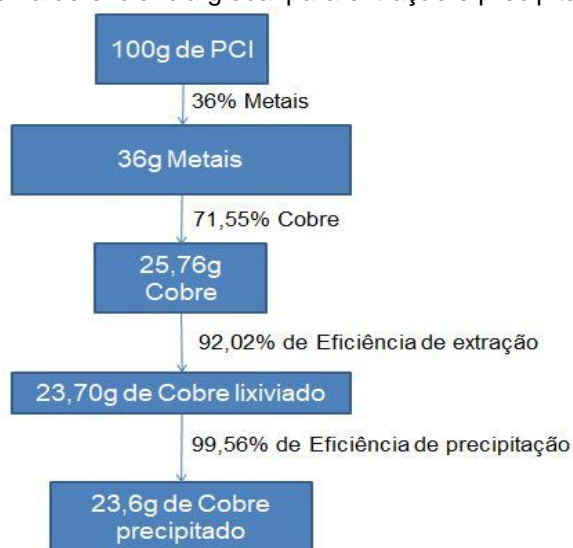 100g de PCI
36% Metais
36g Metais
71,55% Cobre
25,76g
Cobre
92,02% de Eficiência de extração
23,70g de Cobre lixiviado
99,56% de Eficiência de precipitação
23,6g de Cobre
precipitado